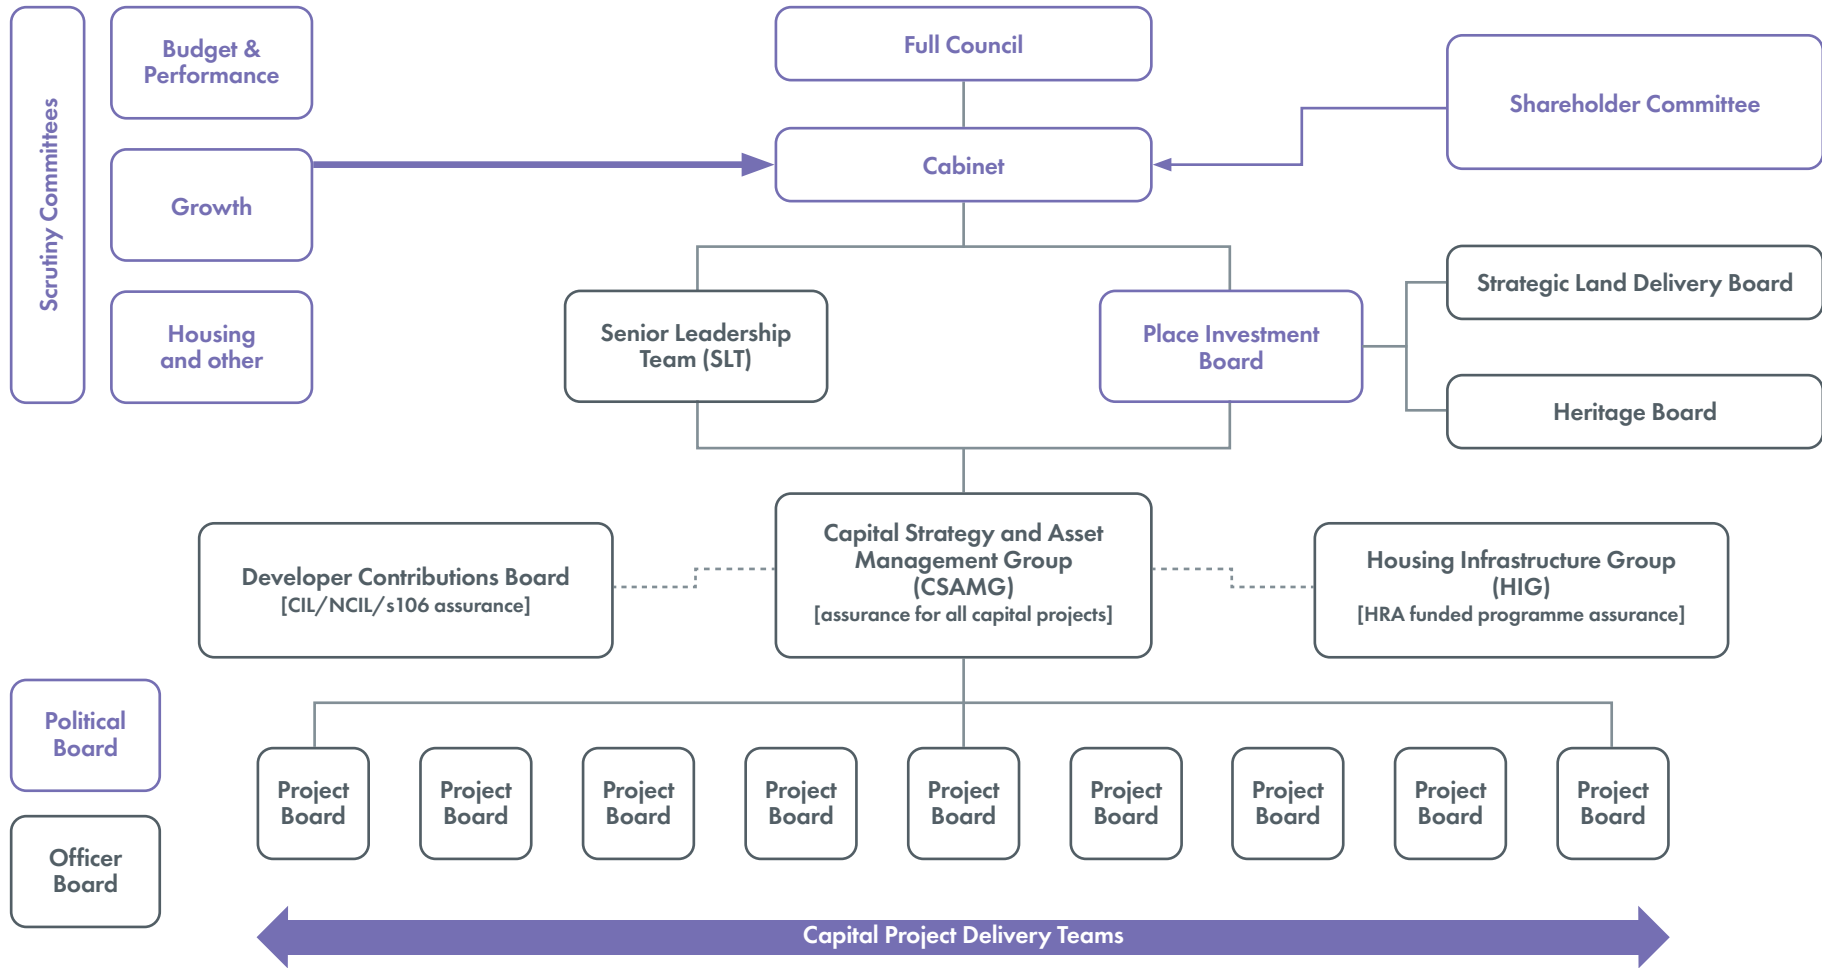 Scrutiny Committees
Budget &
Performance
Growth
Housing
and other
Full Council
Cabinet
Shareholder Committee
Senior Leadership
Team (SLT)
Place Investment
Board
Strategic Land Delivery Board
Heritage Board
Developer Contributions Board
[CIL/NCIL/s106 assurance]
Capital Strategy and Asset
Management Group
(CSAMG)
[assurance for all capital projects]
Housing Infrastructure Group
(HIG)
[HRA funded programme assurance]
Political
Board
Officer
Board
Project
Board
Project
Board
Project
Board
Project
Board
Project
Board
Project
Board
Project
Board
Project
Board
Project
Board
Capital Project Delivery Teams